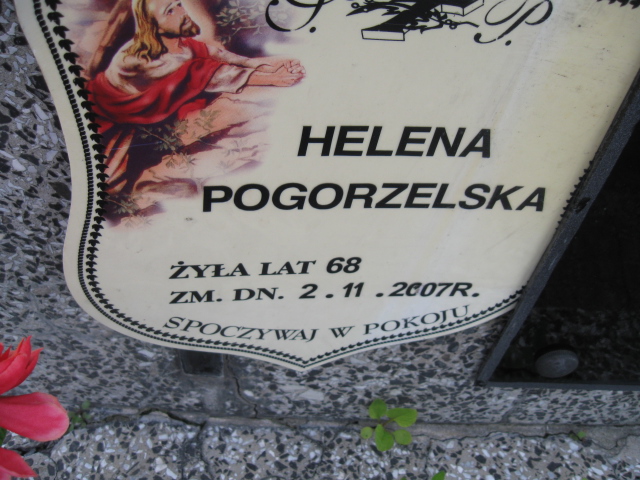 Ś. P.
HELENA
POGORZELSKA
ŻYŁA LAT 68
ZM. DN. 2.11.2007R.
SPOCZYWAJ W POKOJU